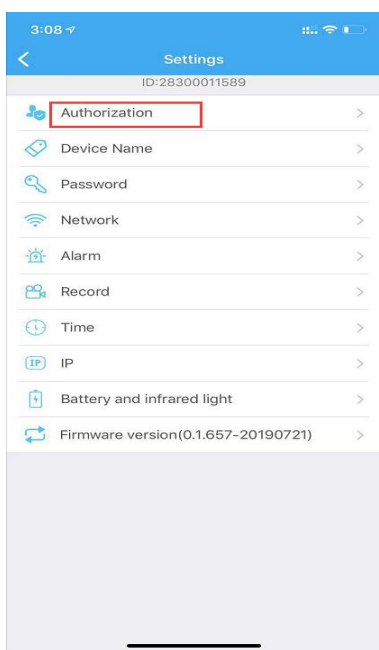 3:08
Settings
ID:28300011589
Authorization
Device Name
Password
Network
Alarm
Record
Time
IP IP
Battery and infrared light
Firmware version(0.1.657-20190721)